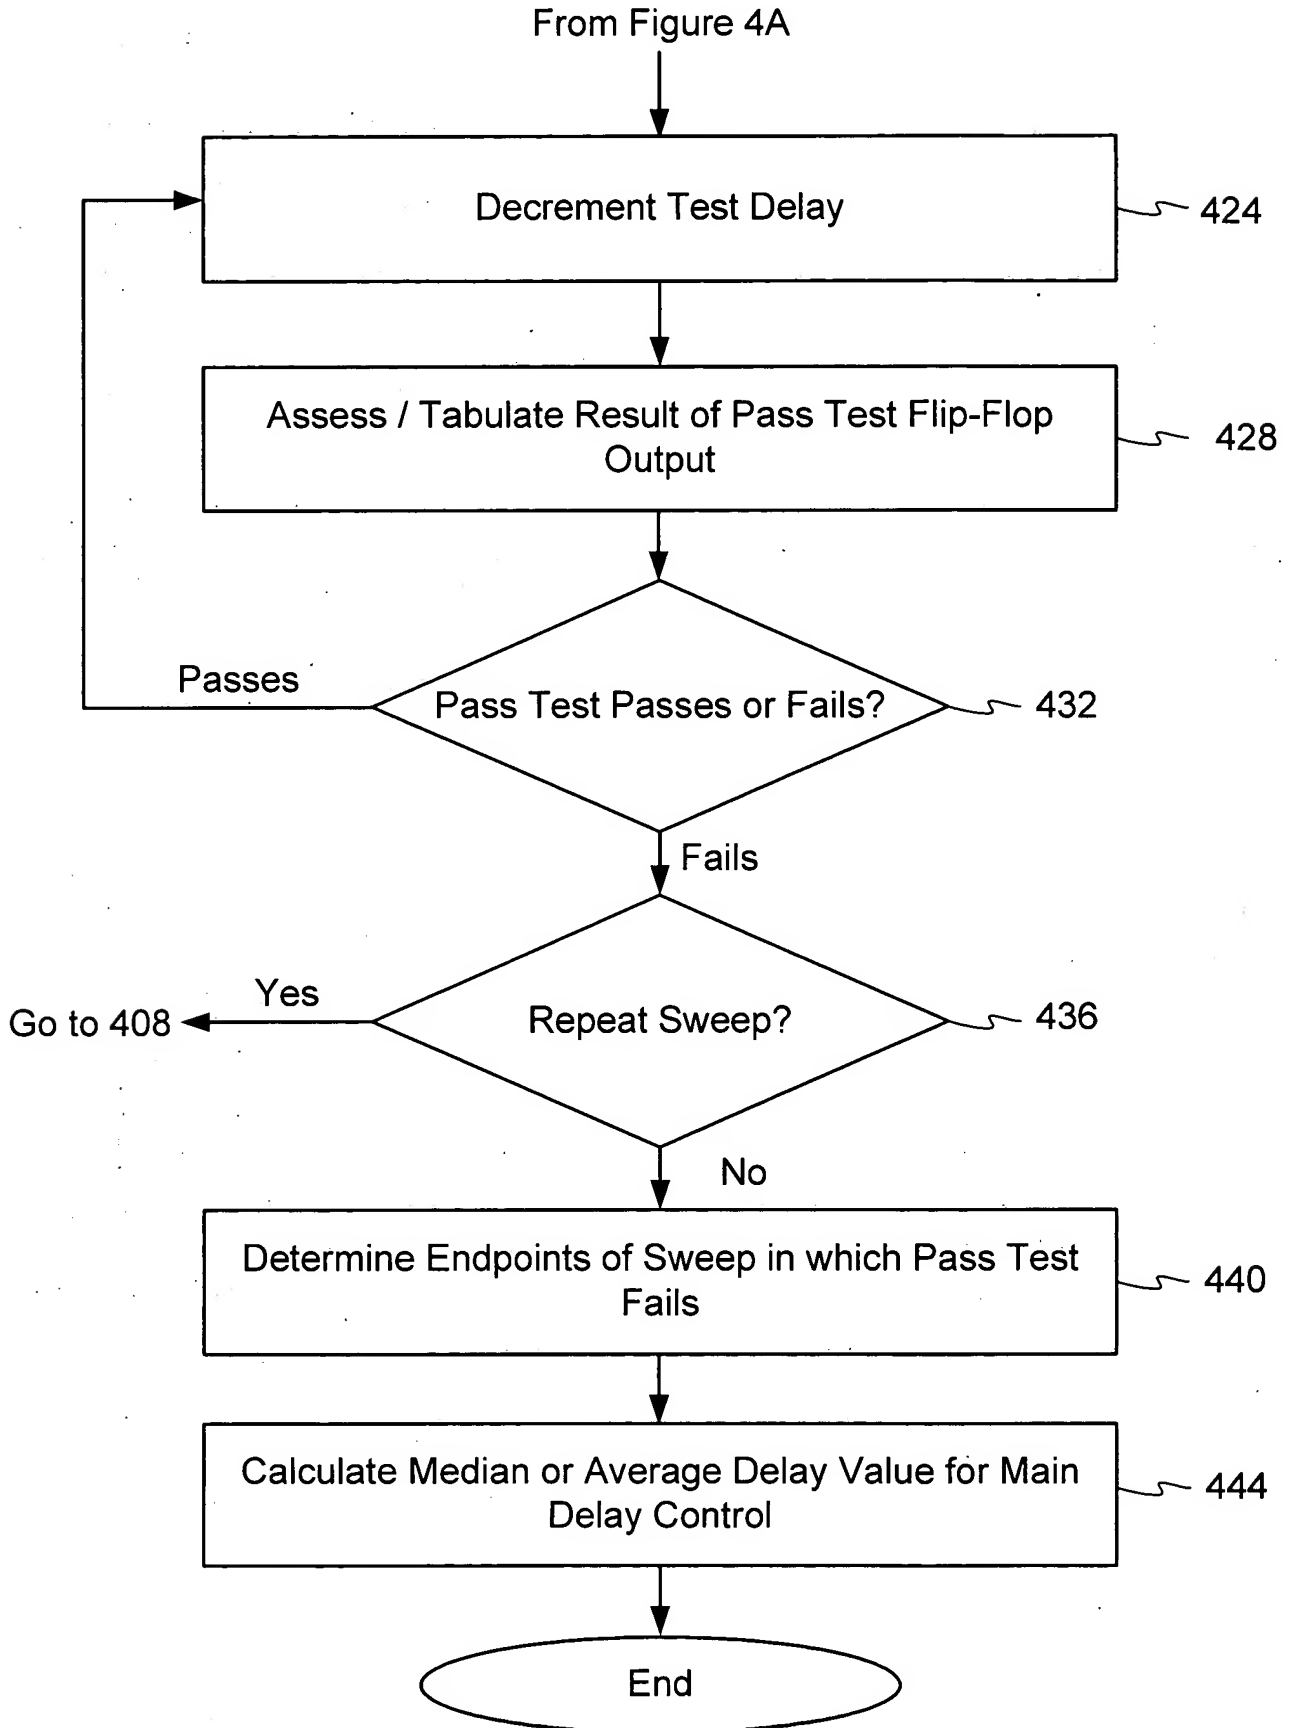 From Figure 4A
Decrement Test Delay
424
Assess / Tabulate Result of Pass Test Flip-Flop
Output
428
Passes
Pass Test Passes or Fails?
432
Fails
Yes
Go to 408
Repeat Sweep?
436
No
Determine Endpoints of Sweep in which Pass Test
Fails
440
Calculate Median or Average Delay Value for Main
Delay Control
444
End